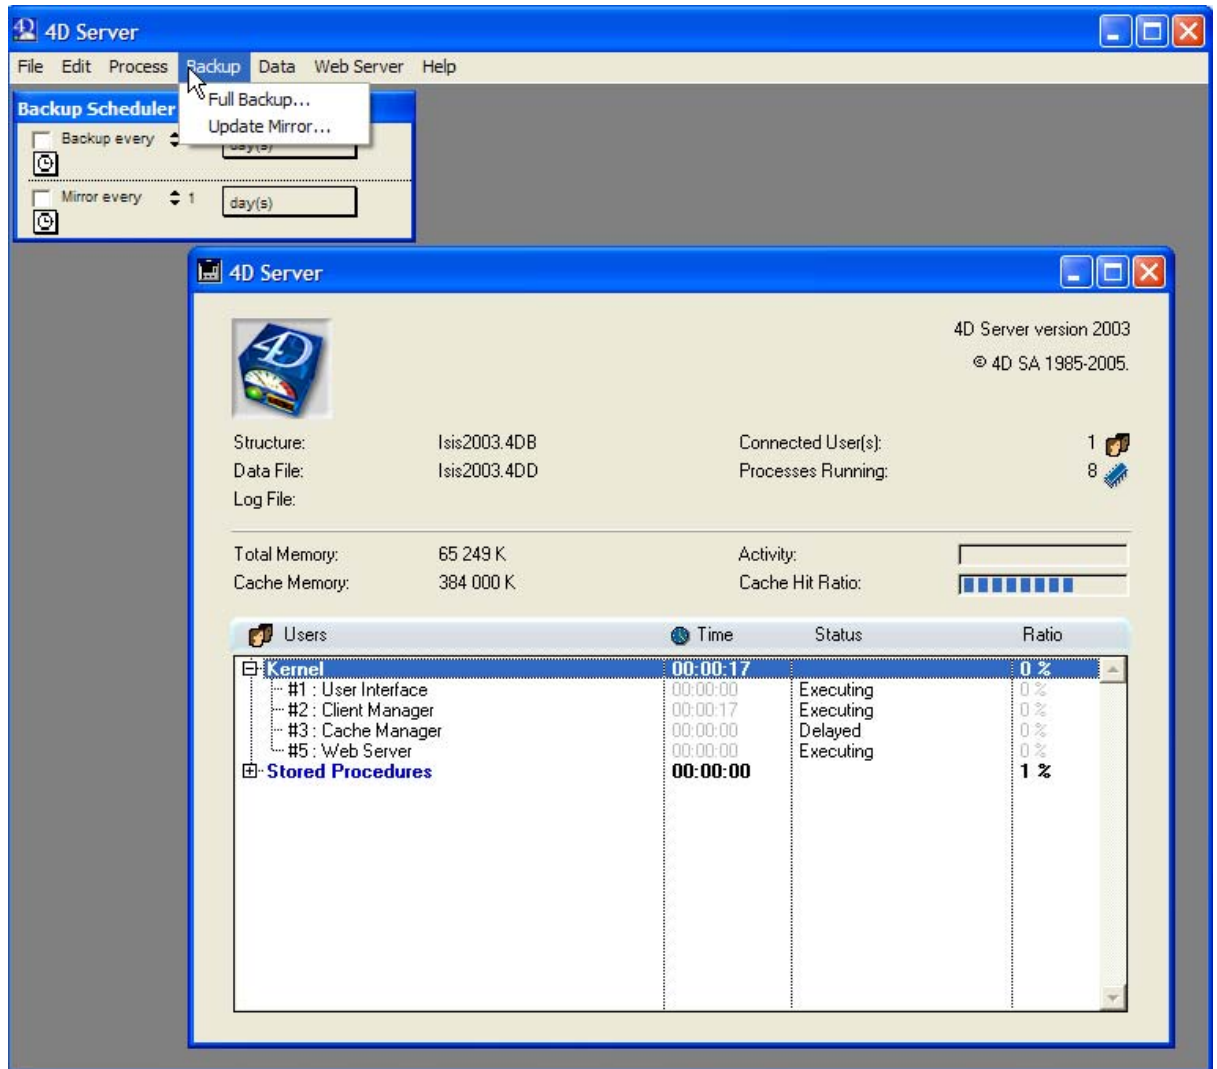 4D Server
File Edit Process Backup Data Web Server Help
Full Backup...
Update Mirror...
Backup Scheduler
Backup every day(s)
Mirror every 1 day(s)
4D Server
4D
4D Server version 2003
© 4D SA 1985-2005.
Structure: Isis2003.4DB Connected User(s): 1
Data File: Isis2003.4DD Processes Running: 8
Log File:
Total Memory: 65 249 K Activity:
Cache Memory: 384 000 K Cache Hit Ratio:
Users Time Status Ratio
Kernel 00:00:17 0 %
#1 : User Interface 00:00:00 Executing 0 %
#2 : Client Manager 00:00:17 Executing 0 %
#3 : Cache Manager 00:00:00 Delayed 0 %
#5 : Web Server 00:00:00 Executing 0 %
Stored Procedures 00:00:00 1 %